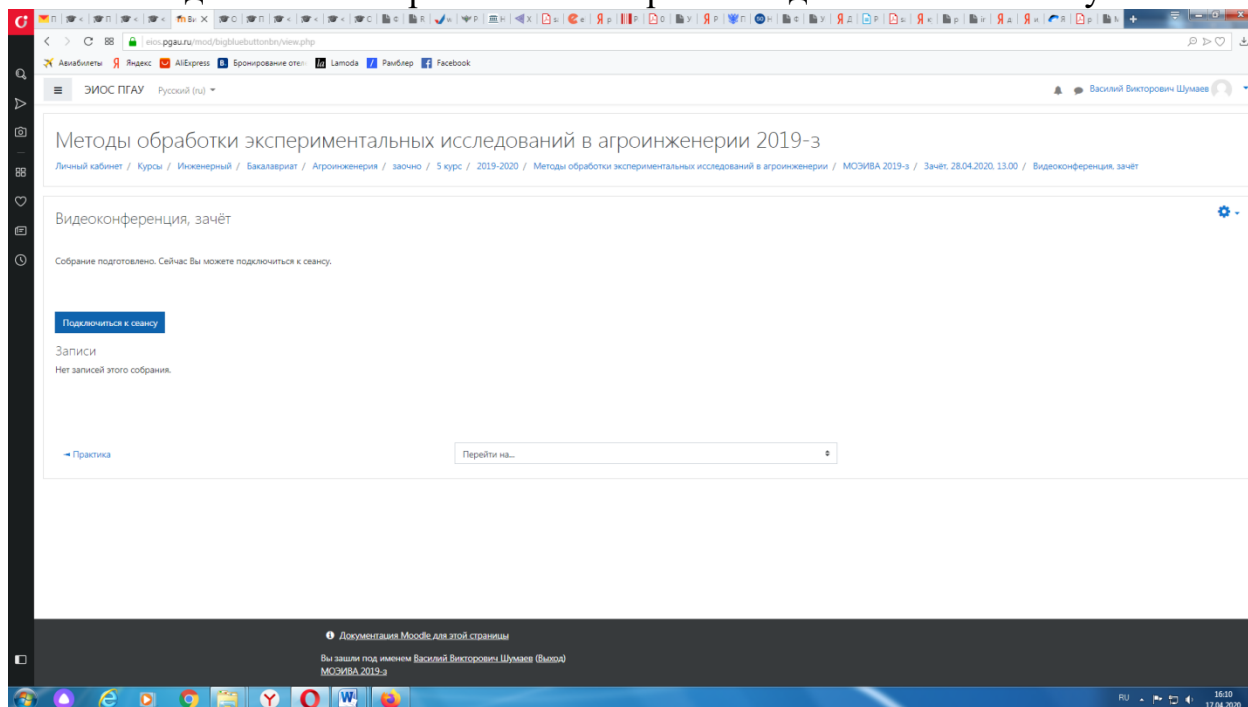 eios.pgau.ru/mod/bigbluebuttonbn/view.php
Авиабилеты Яндекс AliExpress Бронирование отел Lamoda Рамблер Facebook
ЭИОС ПГАУ Русский (ru) Василий Викторович Шумаев
Методы обработки экспериментальных исследований в агроинженерии 2019-з
Личный кабинет / Курсы / Инженерный / Бакалавриат / Агроинженерия / заочно / 5 курс / 2019-2020 / Методы обработки экспериментальных исследований в агроинженерии / МОЭИВА 2019-з / Зачёт, 28.04.2020, 13.00 / Видеоконференция, зачёт
Видеоконференция, зачёт
Собрание подготовлено. Сейчас Вы можете подключиться к сеансу.
Подключиться к сеансу
Записи
Нет записей этого собрания.
◄ Практика Перейти на...
Документация Moodle для этой страницы
Вы зашли под именем Василий Викторович Шумаев (Выход)
МОЭИВА 2019-з
RU 16:10
17.04.2020